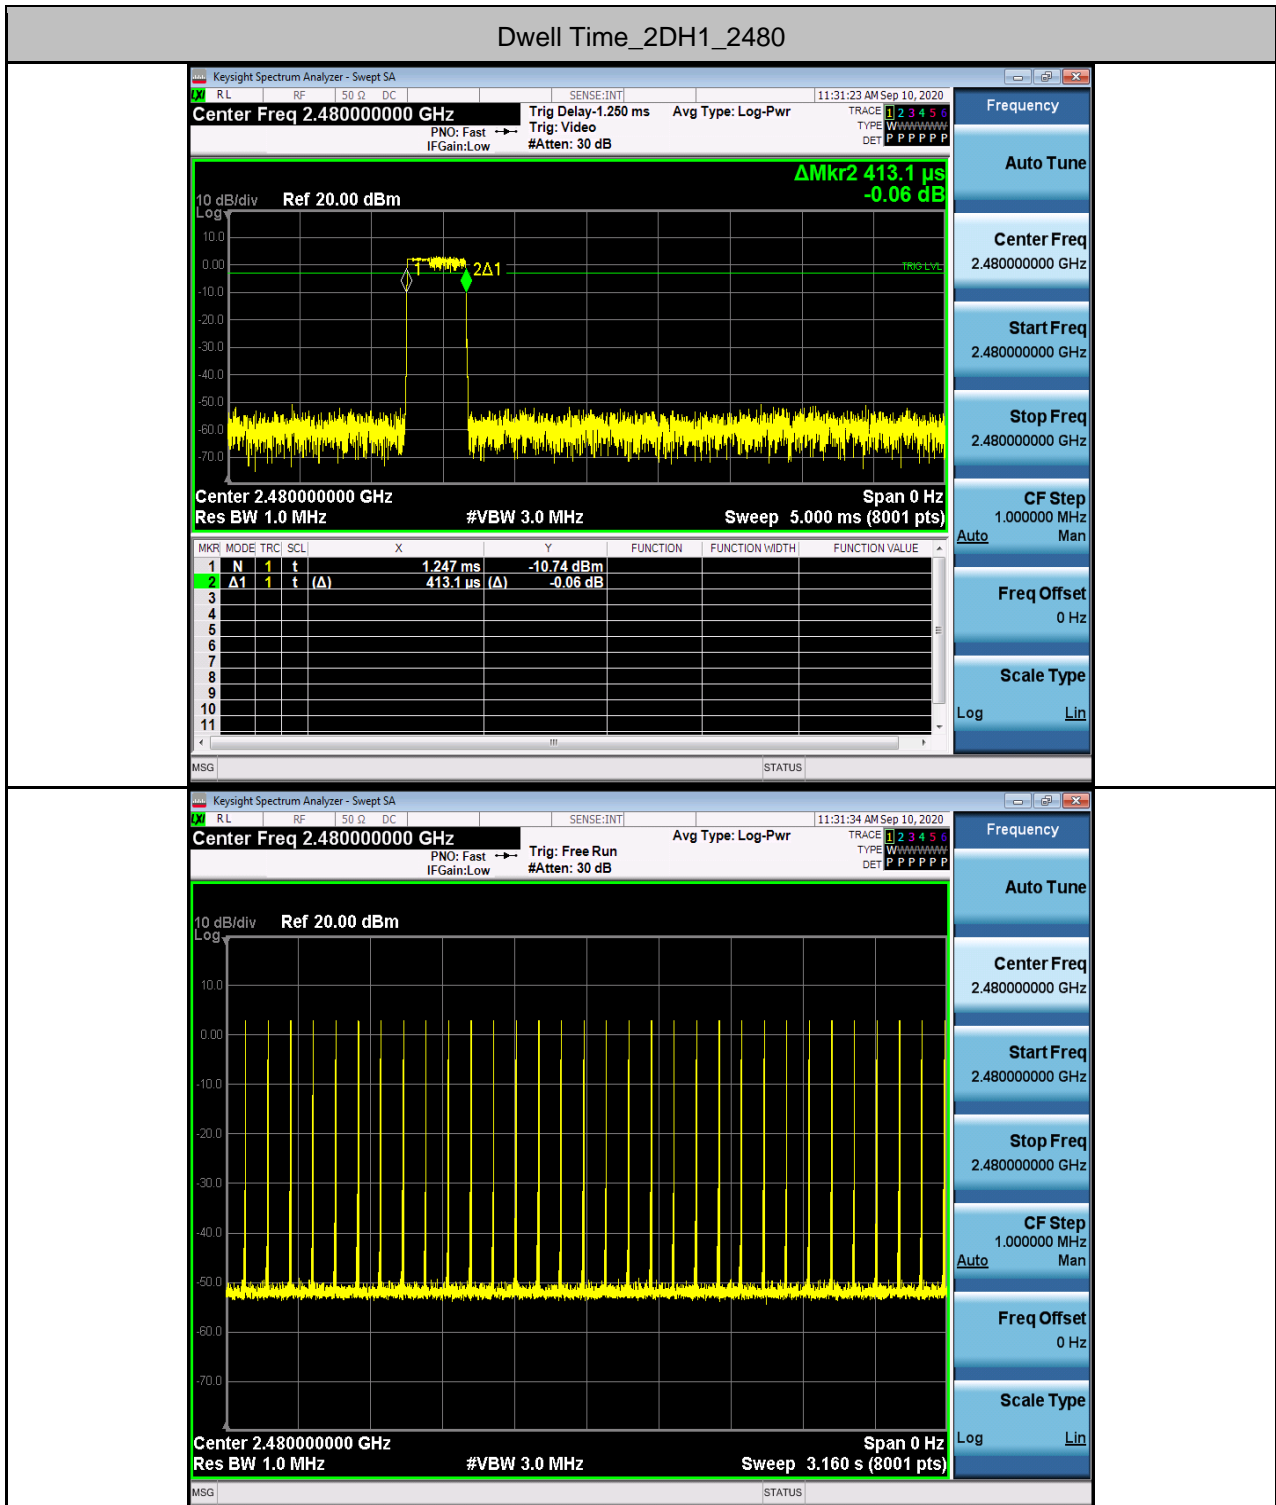 Dwell Time_2DH1_2480
Keysight Spectrum Analyzer - Swept SA
LXI RL RF 50 Ω DC SENSE:INT 11:31:23 AM Sep 10, 2020
Center Freq 2.480000000 GHz
PNO: Fast
IFGain:Low
Trig Delay-1.250 ms
Trig: Video
#Atten: 30 dB
Avg Type: Log-Pwr
TRACE 1 2 3 4 5 6
TYPE WWWWWW
DET P P P P P P
ΔMkr2 413.1 µs
-0.06 dB
10 dB/div Ref 20.00 dBm
Log
10.0
0.00
-10.0
-20.0
-30.0
-40.0
-50.0
-60.0
-70.0
1
2Δ1
TRIG LVL
Center 2.480000000 GHz Span 0 Hz
Res BW 1.0 MHz #VBW 3.0 MHz Sweep 5.000 ms (8001 pts)
MKR MODE TRC SCL X Y FUNCTION FUNCTION WIDTH FUNCTION VALUE
1 N 1 t 1.247 ms -10.74 dBm
2 Δ1 1 t (Δ) 413.1 µs (Δ) -0.06 dB
3
4
5
6
7
8
9
10
11
MSG STATUS
Frequency
Auto Tune
Center Freq
2.480000000 GHz
Start Freq
2.480000000 GHz
Stop Freq
2.480000000 GHz
CF Step
1.000000 MHz
Auto Man
Freq Offset
0 Hz
Scale Type
Log Lin
Keysight Spectrum Analyzer - Swept SA
LXI RL RF 50 Ω DC SENSE:INT 11:31:34 AM Sep 10, 2020
Center Freq 2.480000000 GHz
PNO: Fast
IFGain:Low
Trig: Free Run
#Atten: 30 dB
Avg Type: Log-Pwr
TRACE 1 2 3 4 5 6
TYPE WWWWWW
DET P P P P P P
10 dB/div Ref 20.00 dBm
Log
10.0
0.00
-10.0
-20.0
-30.0
-40.0
-50.0
-60.0
-70.0
Center 2.480000000 GHz Span 0 Hz
Res BW 1.0 MHz #VBW 3.0 MHz Sweep 3.160 s (8001 pts)
MSG STATUS
Frequency
Auto Tune
Center Freq
2.480000000 GHz
Start Freq
2.480000000 GHz
Stop Freq
2.480000000 GHz
CF Step
1.000000 MHz
Auto Man
Freq Offset
0 Hz
Scale Type
Log Lin